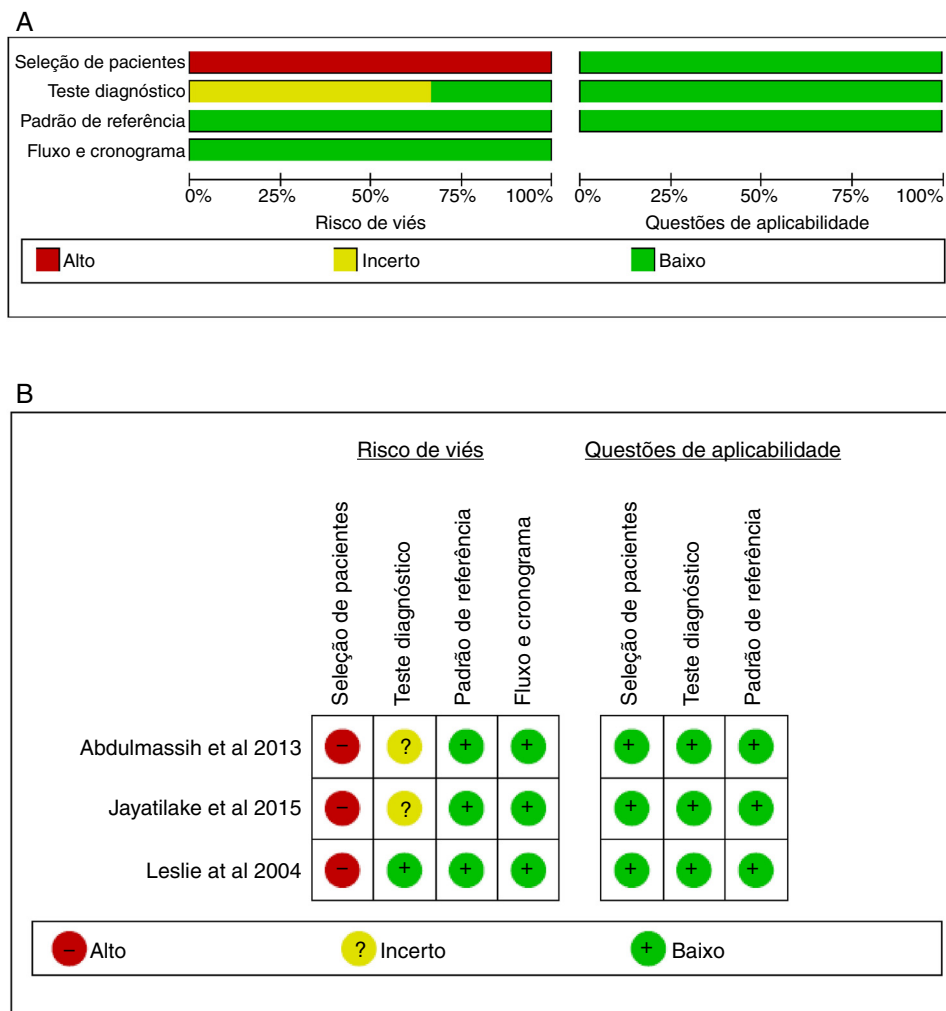 A
Seleção de pacientes
Teste diagnóstico
Padrão de referência
Fluxo e cronograma
0% 25% 50% 75% 100% 0% 25% 50% 75% 100%
Risco de viés Questões de aplicabilidade
Alto Incerto Baixo
B
Risco de viés Questões de aplicabilidade
Seleção de pacientes
Teste diagnóstico
Padrão de referência
Fluxo e cronograma
Seleção de pacientes
Teste diagnóstico
Padrão de referência
Abdulmassih et al 2013 – ? + + + + +
Jayatilake et al 2015 – ? + + + + +
Leslie at al 2004 – + + + + + +
– Alto ? Incerto + Baixo